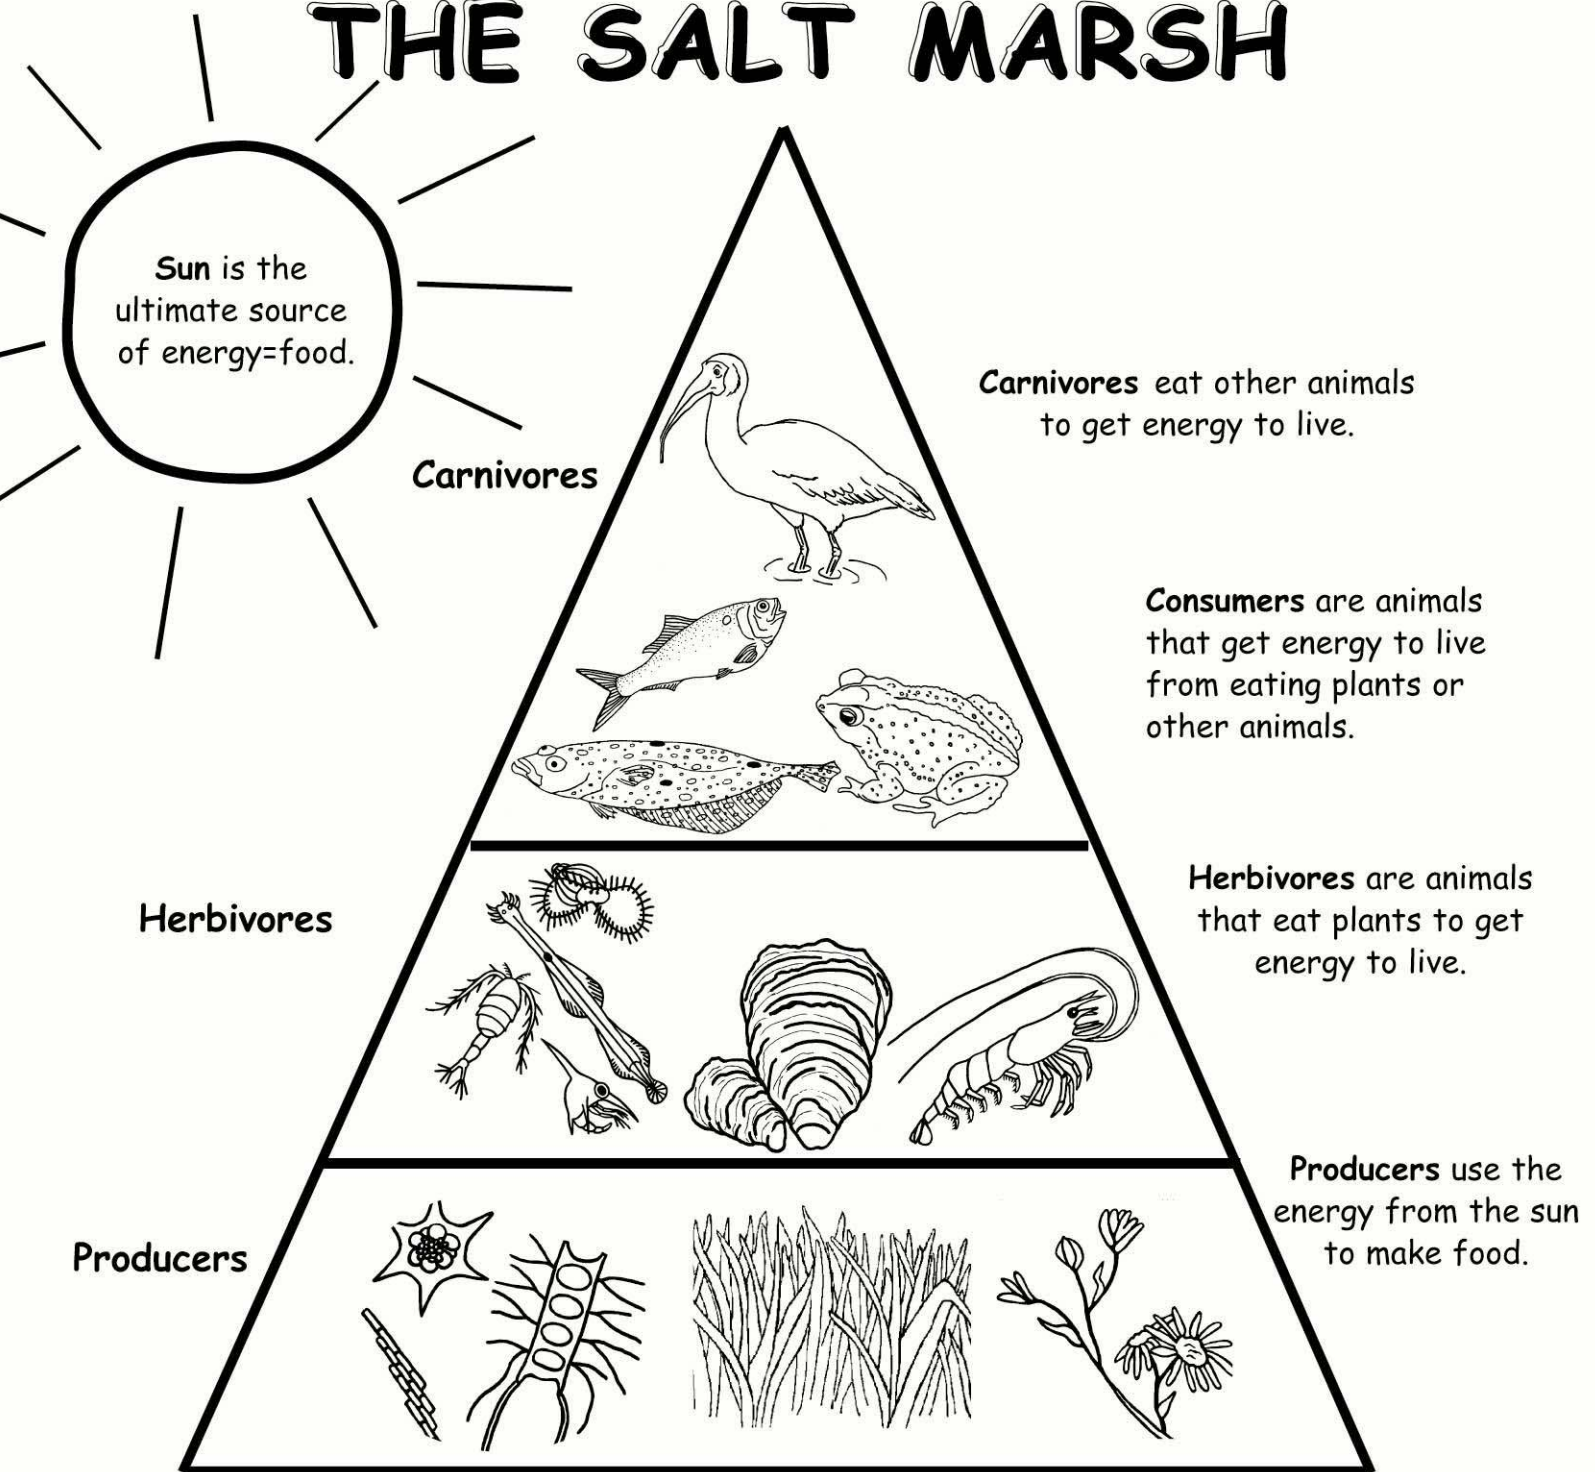 THE SALT MARSH
Sun is the
ultimate source
of energy=food.
Carnivores eat other animals
to get energy to live.
Carnivores
Consumers are animals
that get energy to live
from eating plants or
other animals.
Herbivores are animals
that eat plants to get
energy to live.
Herbivores
Producers use the
energy from the sun
to make food.
Producers